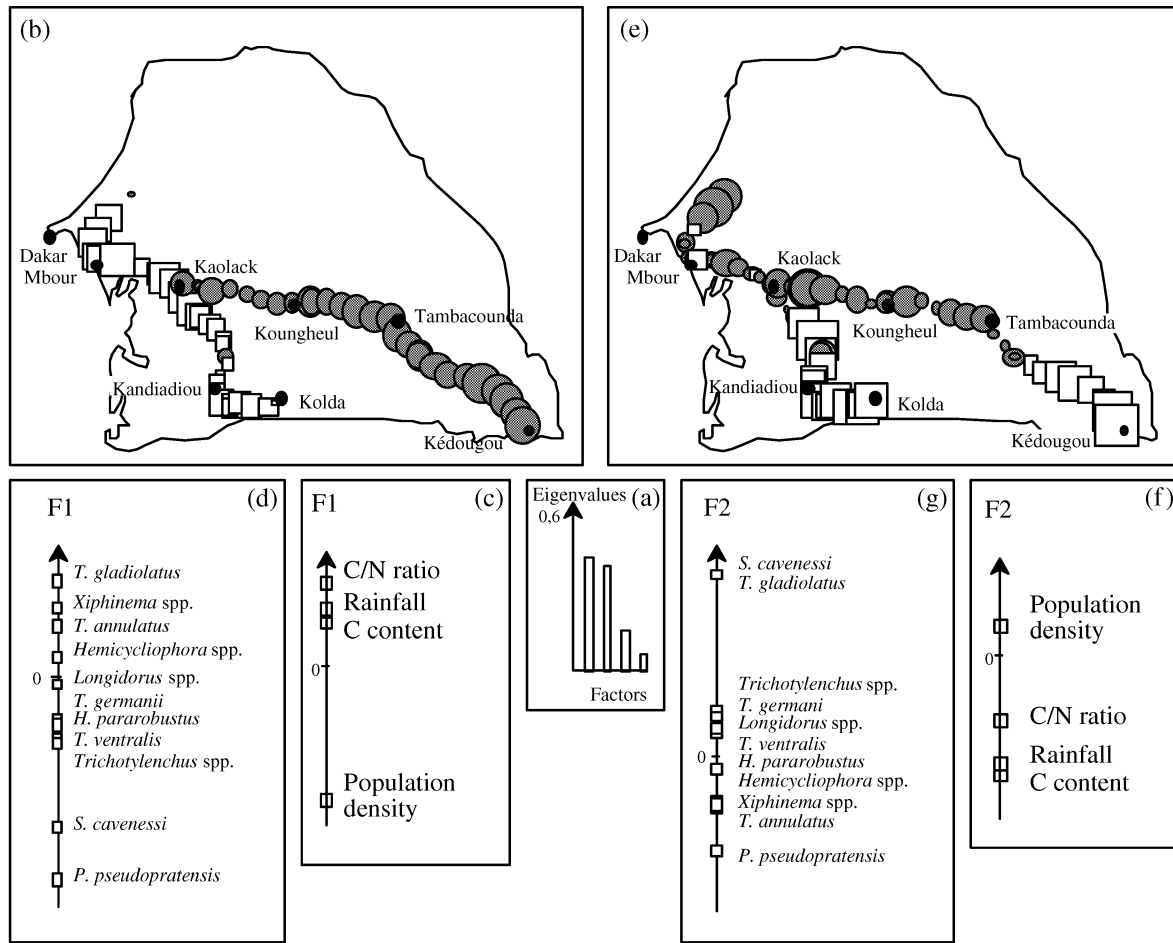 (b)
Dakar
Mbour
Kaolack
Koungheul
Tambacounda
Kandiadiou
Kolda
Kédougou
(e)
Dakar
Mbour
Kaolack
Koungheul
Tambacounda
Kandiadiou
Kolda
Kédougou
(d)
F1
T. gladiolatus
Xiphinema spp.
T. annulatus
Hemicycliophora spp.
0
Longidorus spp.
T. germanii
H. pararobustus
T. ventralis
Trichotylenchus spp.
S. cavenessi
P. pseudopratensis
(c)
F1
C/N ratio
Rainfall
C content
0
Population
density
(a)
Eigenvalues
0,6
Factors
(g)
F2
S. cavenessi
T. gladiolatus
Trichotylenchus spp.
T. germani
Longidorus spp.
T. ventralis
0
H. pararobustus
Hemicycliophora spp.
Xiphinema spp.
T. annulatus
P. pseudopratensis
(f)
F2
Population
density
0
C/N ratio
Rainfall
C content